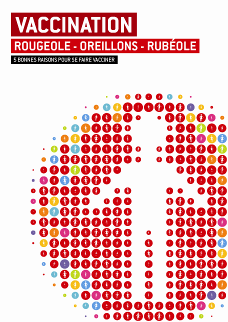 VACCINATION
ROUGEOLE - OREILLONS - RUBÉOLE
5 BONNES RAISONS POUR SE FAIRE VACCINER